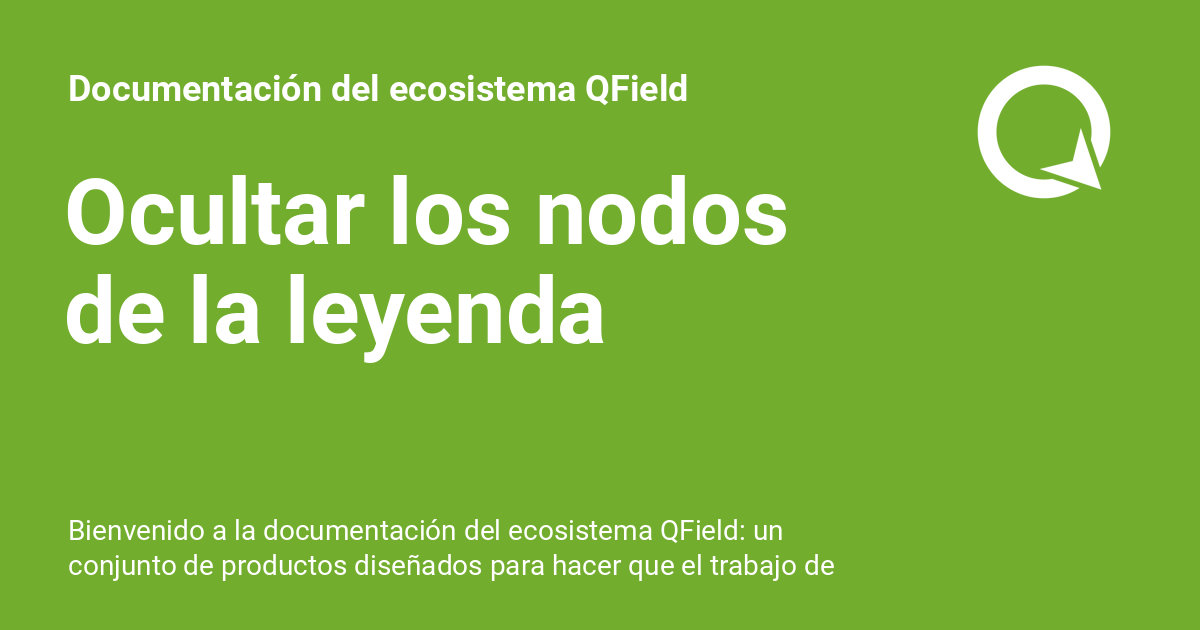 Documentación del ecosistema QField
Ocultar los nodos
de la leyenda
Bienvenido a la documentación del ecosistema QField: un
conjunto de productos diseñados para hacer que el trabajo de